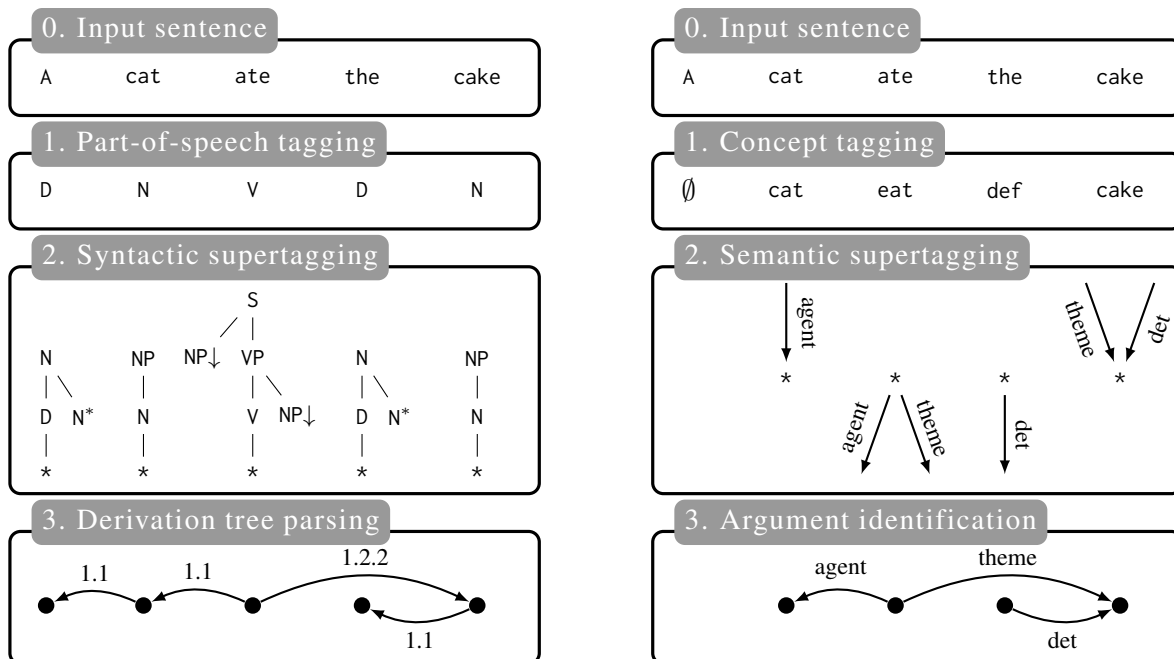 0. Input sentence
A cat ate the cake
1. Part-of-speech tagging
D N V D N
2. Syntactic supertagging
S
N NP NP↓ VP N NP
D N* N V NP↓ D N* N
* * * * *
3. Derivation tree parsing
1.1 1.1 1.2.2
1.1
0. Input sentence
A cat ate the cake
1. Concept tagging
∅ cat eat def cake
2. Semantic supertagging
agent theme det
* * * *
agent theme det
3. Argument identification
agent theme
det